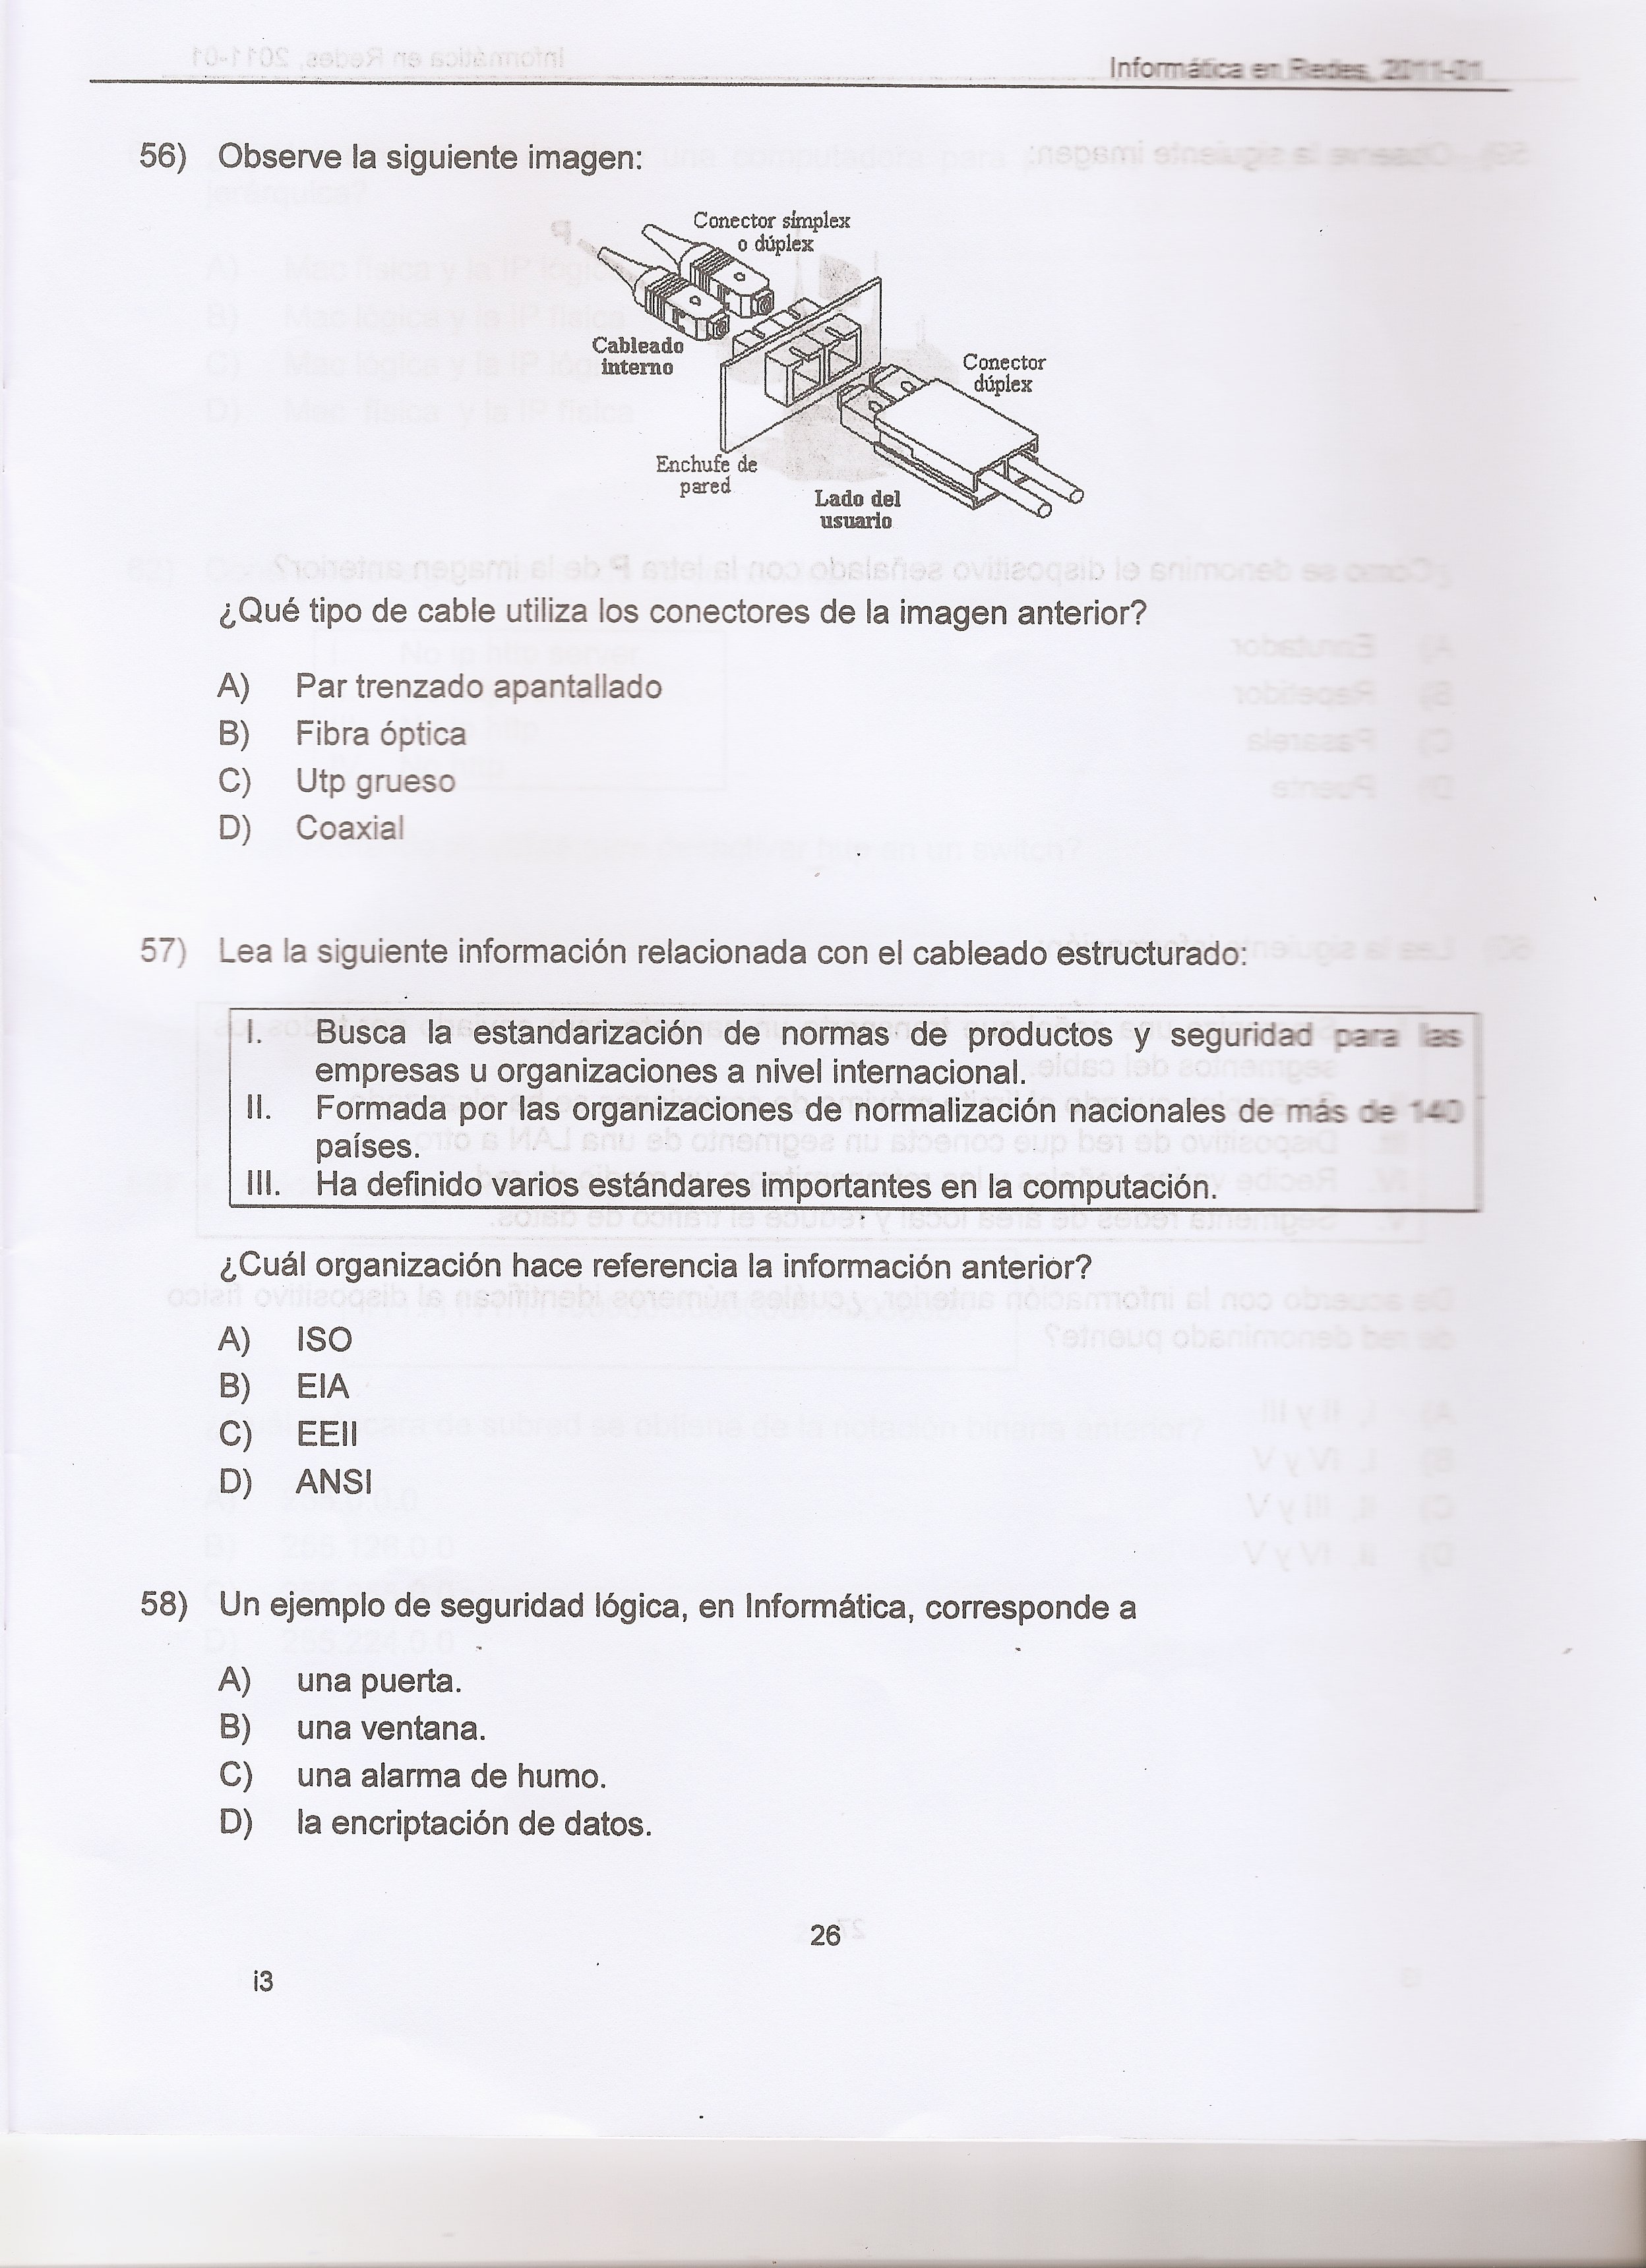 Informática en Redes, 2011-01
56) Observe la siguiente imagen:
Conector símplex
o dúplex
Cableado
interno
Conector
dúplex
Enchufe de
pared
Lado del
usuario
¿Qué tipo de cable utiliza los conectores de la imagen anterior?
A) Par trenzado apantallado
B) Fibra óptica
C) Utp grueso
D) Coaxial
57) Lea la siguiente información relacionada con el cableado estructurado:
I. Busca la estandarización de normas de productos y seguridad para las
empresas u organizaciones a nivel internacional.
II. Formada por las organizaciones de normalización nacionales de más de 140
países.
III. Ha definido varios estándares importantes en la computación.
¿Cuál organización hace referencia la información anterior?
A) ISO
B) EIA
C) EEII
D) ANSI
58) Un ejemplo de seguridad lógica, en Informática, corresponde a
A) una puerta.
B) una ventana.
C) una alarma de humo.
D) la encriptación de datos.
26
i3